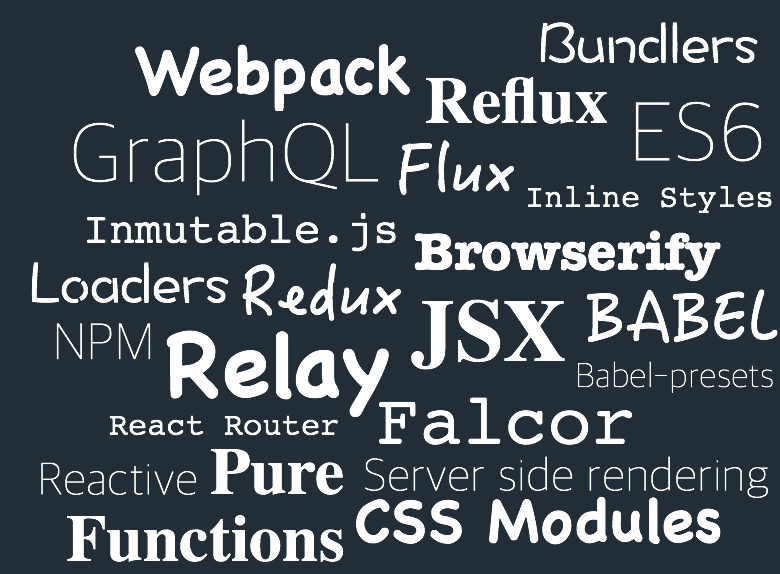 Bundlers
Webpack
Reflux
ES6
GraphQL
Flux
Inline Styles
Inmutable.js
Browserify
Loaders
Redux
JSX
BABEL
NPM
Relay
Babel-presets
React Router
Falcor
Reactive
Pure
Server side rendering
Functions
CSS Modules